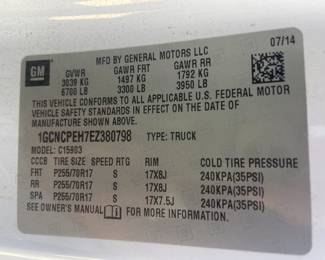 GM
MFD BY GENERAL MOTORS LLC
07/14
GVWR GAWR FRT GAWR RR
3039 KG 1497 KG 1792 KG
6700 LB 3300 LB 3950 LB
THIS VEHICLE CONFORMS TO ALL APPLICABLE U.S. FEDERAL MOTOR
VEHICLE SAFETY STANDARDS IN EFFECT ON THE DATE OF
MANUFACTURE SHOWN ABOVE.
1GCNCPEH7EZ380798 TYPE: TRUCK
MODEL: C15903
CCCB TIRE SIZE SPEED RTG RIM COLD TIRE PRESSURE
FRT P255/70R17 S 17X8J 240KPA(35PSI)
RR P255/70R17 S 17X8J 240KPA(35PSI)
SPA P255/70R17 S 17X7.5J 240KPA(35PSI)
SEE OWNER'S MANUAL FOR MORE INFORMATION.